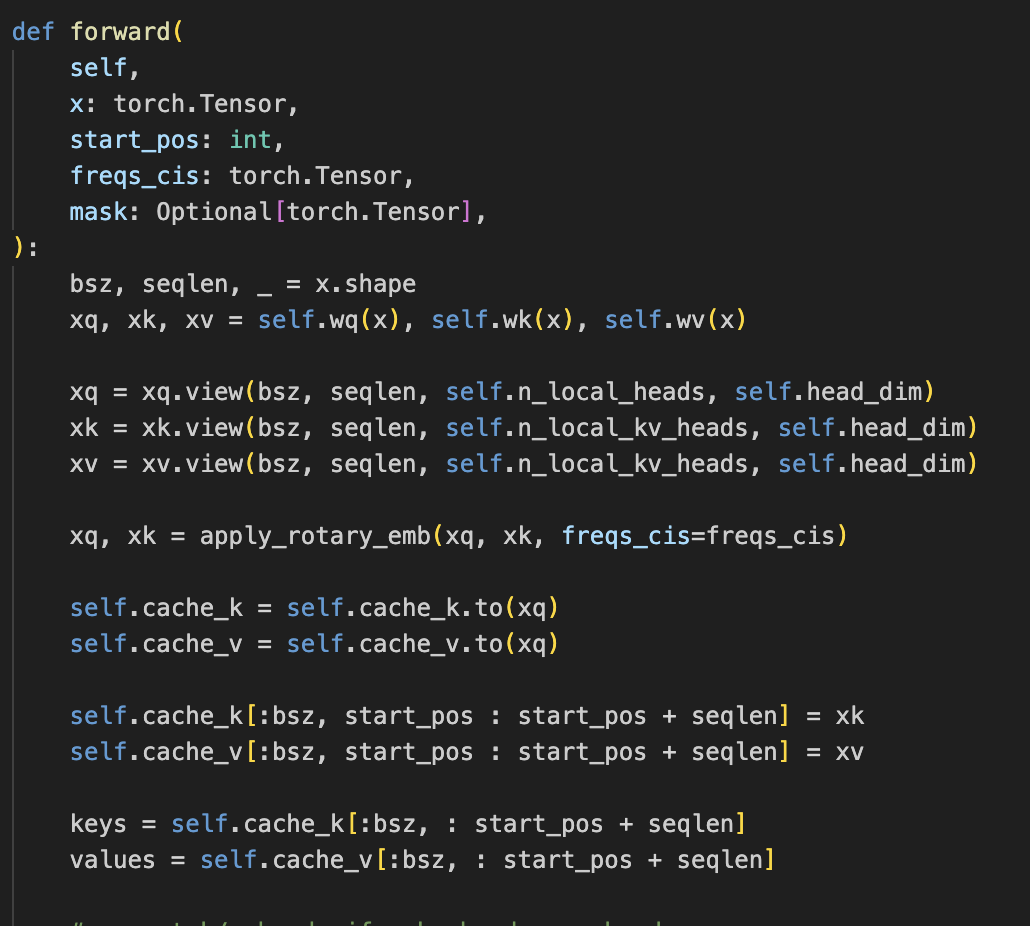 def forward(
    self,
    x: torch.Tensor,
    start_pos: int,
    freqs_cis: torch.Tensor,
    mask: Optional[torch.Tensor],
):
    bsz, seqlen, _ = x.shape
    xq, xk, xv = self.wq(x), self.wk(x), self.wv(x)

    xq = xq.view(bsz, seqlen, self.n_local_heads, self.head_dim)
    xk = xk.view(bsz, seqlen, self.n_local_kv_heads, self.head_dim)
    xv = xv.view(bsz, seqlen, self.n_local_kv_heads, self.head_dim)

    xq, xk = apply_rotary_emb(xq, xk, freqs_cis=freqs_cis)

    self.cache_k = self.cache_k.to(xq)
    self.cache_v = self.cache_v.to(xq)

    self.cache_k[:bsz, start_pos : start_pos + seqlen] = xk
    self.cache_v[:bsz, start_pos : start_pos + seqlen] = xv

    keys = self.cache_k[:bsz, : start_pos + seqlen]
    values = self.cache_v[:bsz, : start_pos + seqlen]